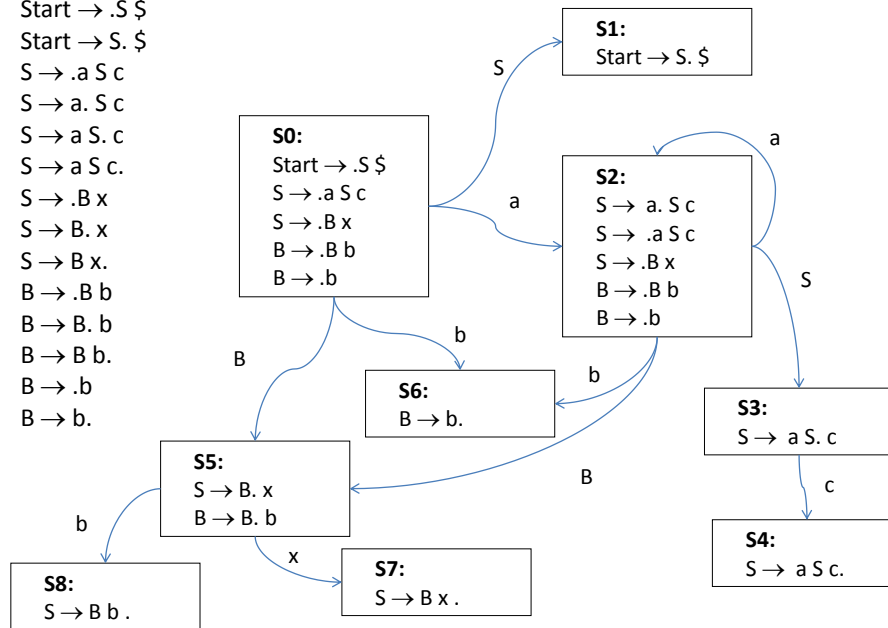 Start → .S $
Start → S. $
S → .a S c
S → a. S c
S → a S. c
S → a S c.
S → .B x
S → B. x
S → B x.
B → .B b
B → B. b
B → B b.
B → .b
B → b.
S0:
Start → .S $
S → .a S c
S → .B x
B → .B b
B → .b
S
a
S1:
Start → S. $
S2:
S → a. S c
S → .a S c
S → .B x
B → .B b
B → .b
a
S
B
b
b
B
S6:
B → b.
S3:
S → a S. c
c
S4:
S → a S c.
S5:
S → B. x
B → B. b
b
x
S8:
S → B b .
S7:
S → B x .